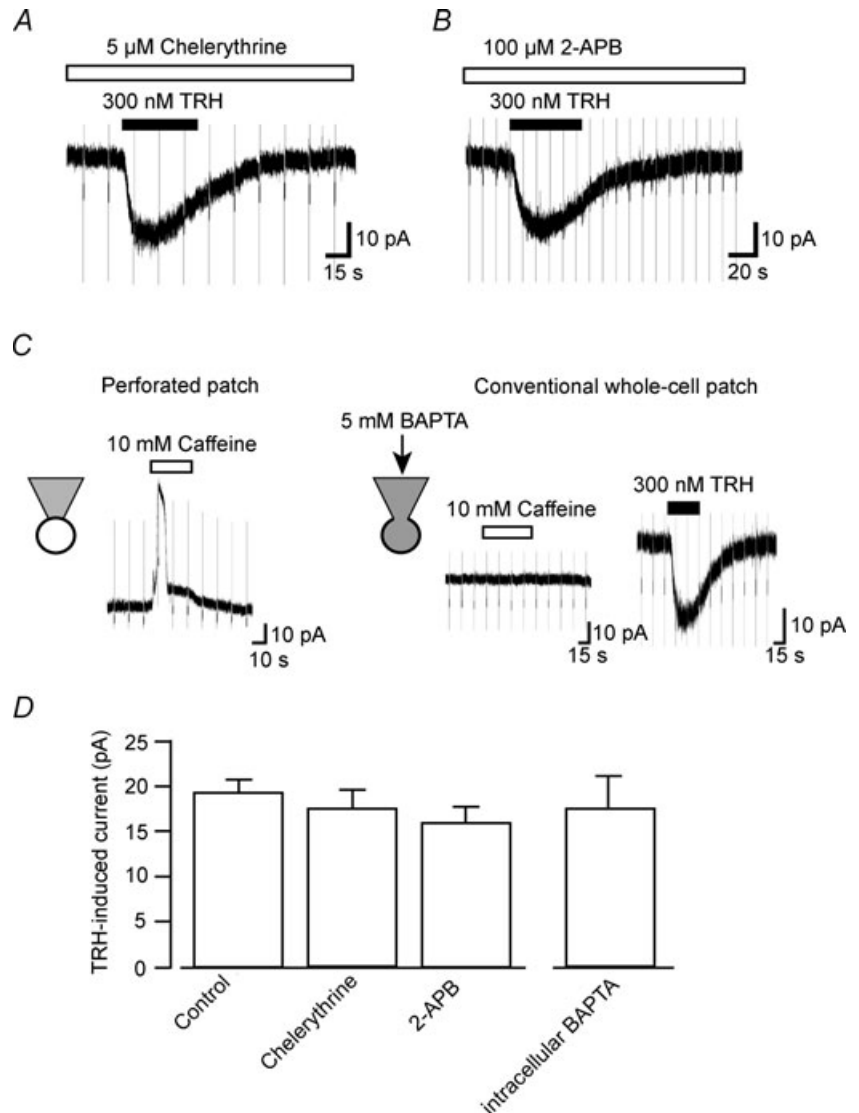 A
5 µM Chelerythrine
300 nM TRH
10 pA
15 s
B
100 µM 2-APB
300 nM TRH
10 pA
20 s
C
Perforated patch
10 mM Caffeine
10 pA
10 s
Conventional whole-cell patch
5 mM BAPTA
10 mM Caffeine
10 pA
15 s
300 nM TRH
10 pA
15 s
D
TRH-induced current (pA)
25
20
15
10
5
0
Control
Chelerythrine
2-APB
intracellular BAPTA